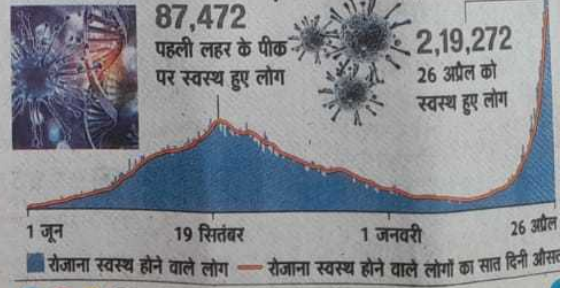 87,472
पहली लहर के पीक
पर स्वस्थ हुए लोग
2,19,272
26 अप्रैल को
स्वस्थ हुए लोग
1 जून
19 सितंबर
1 जनवरी
26 अप्रैल
रोजाना स्वस्थ होने वाले लोग
रोजाना स्वस्थ होने वाले लोगों का सात दिनी औसत